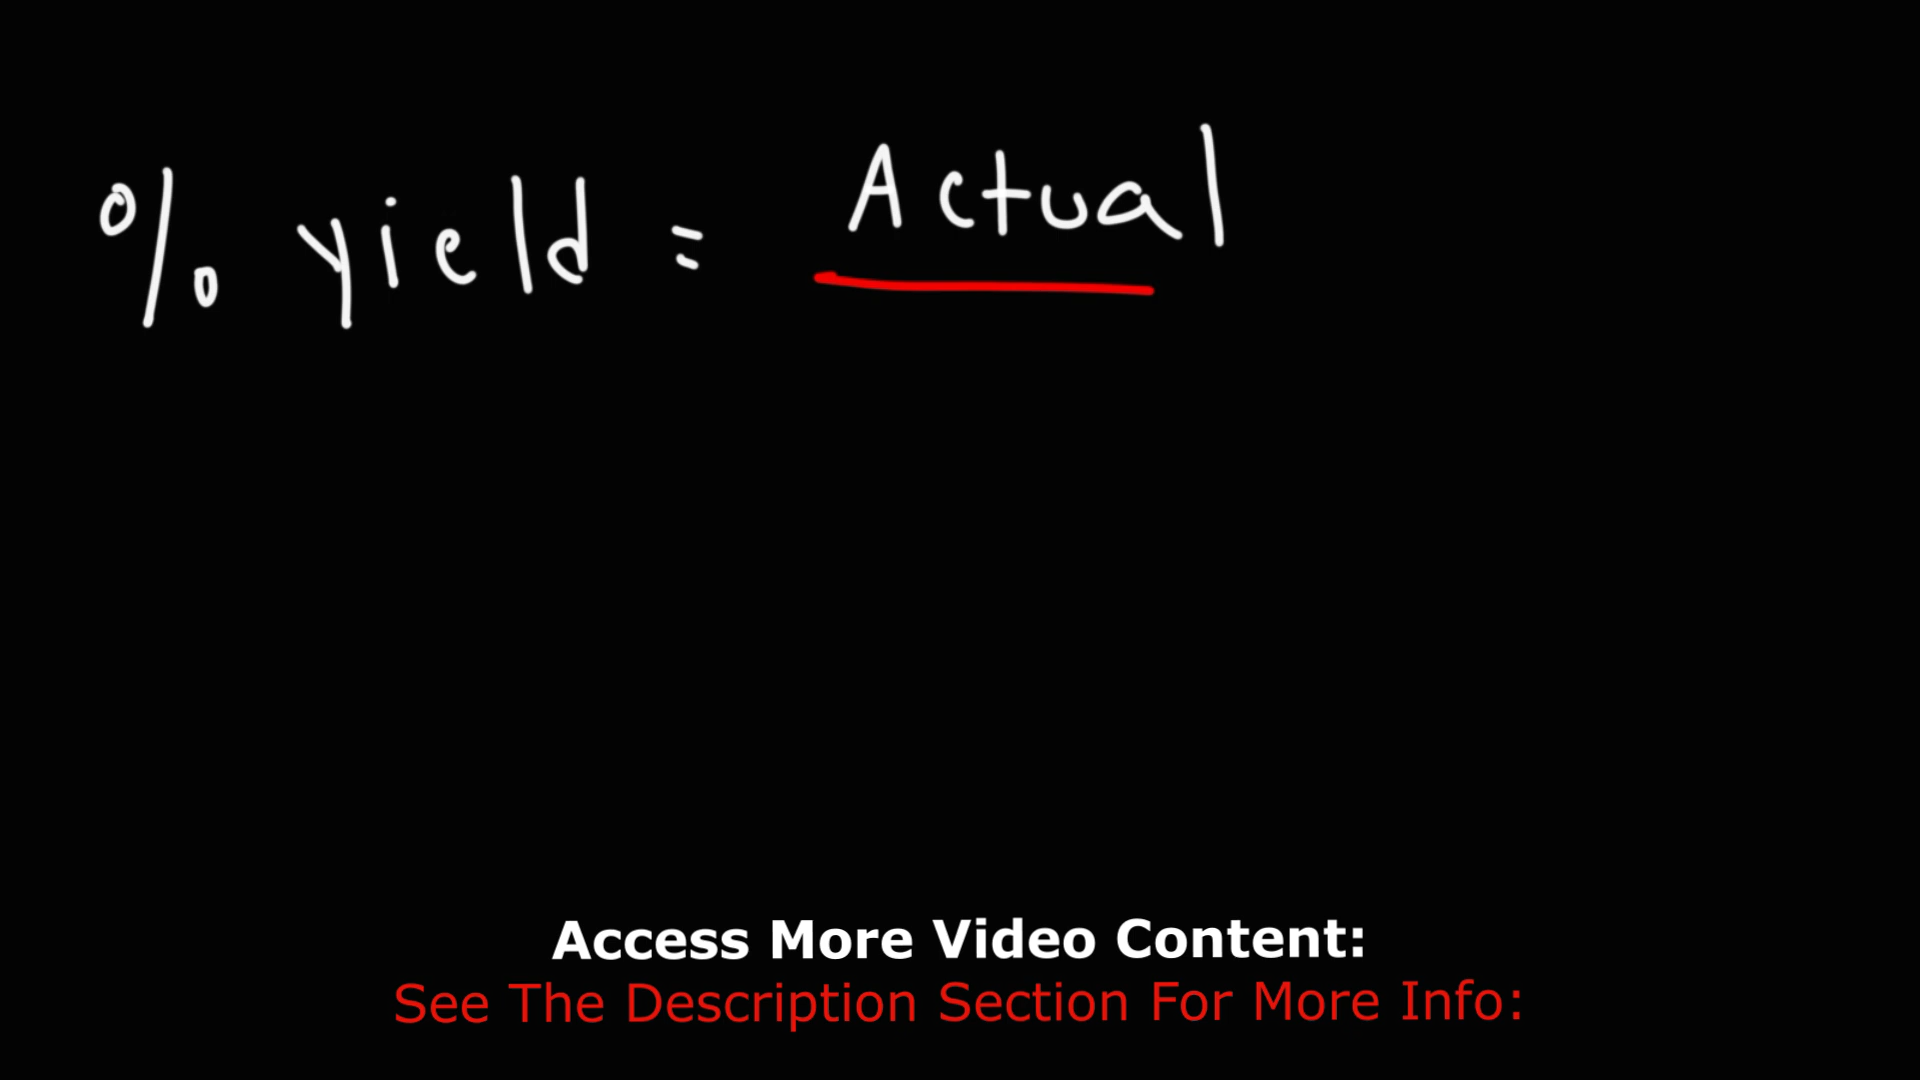 % yield = Actual
Access More Video Content:
See The Description Section For More Info: